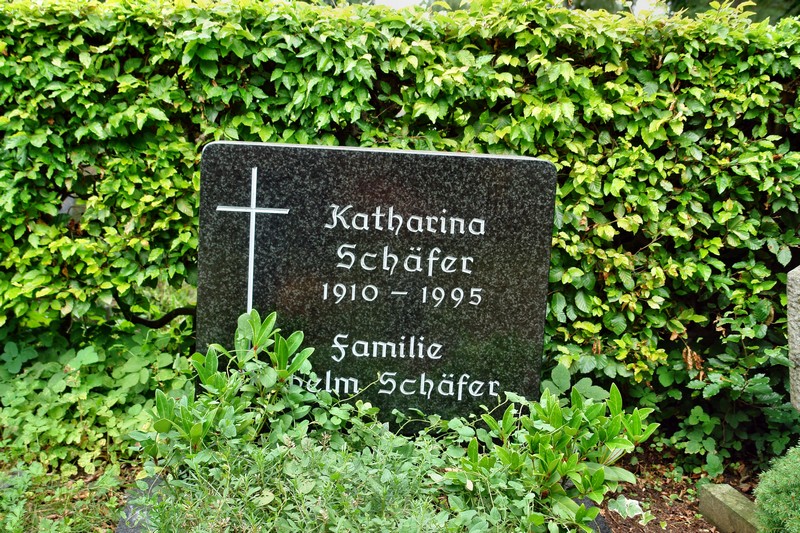 Katharina
Schäfer
1910 – 1995
Familie
Schäfer